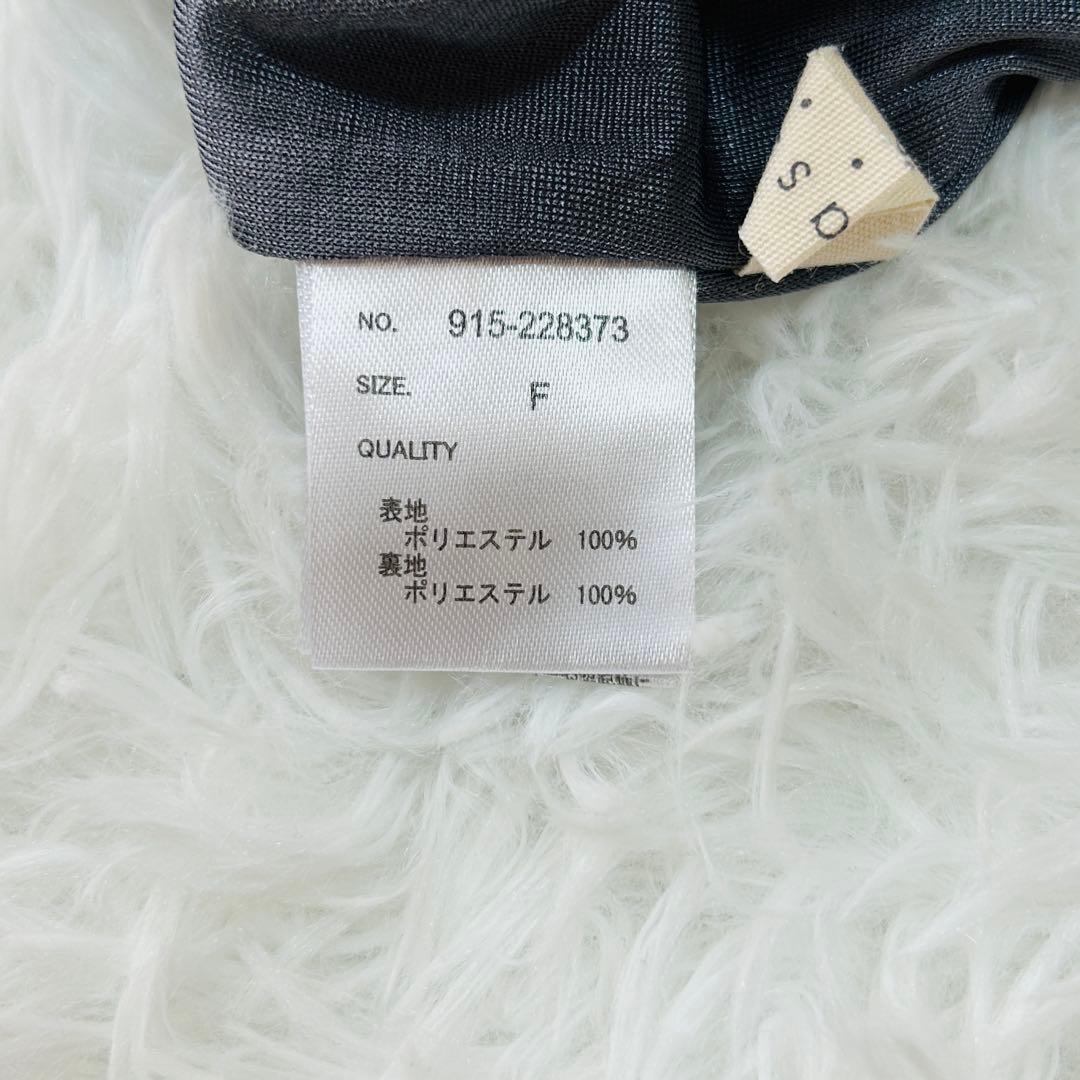 NO. 915-228373
SIZE. F
QUALITY
表地
ポリエステル 100%
裏地
ポリエステル 100%